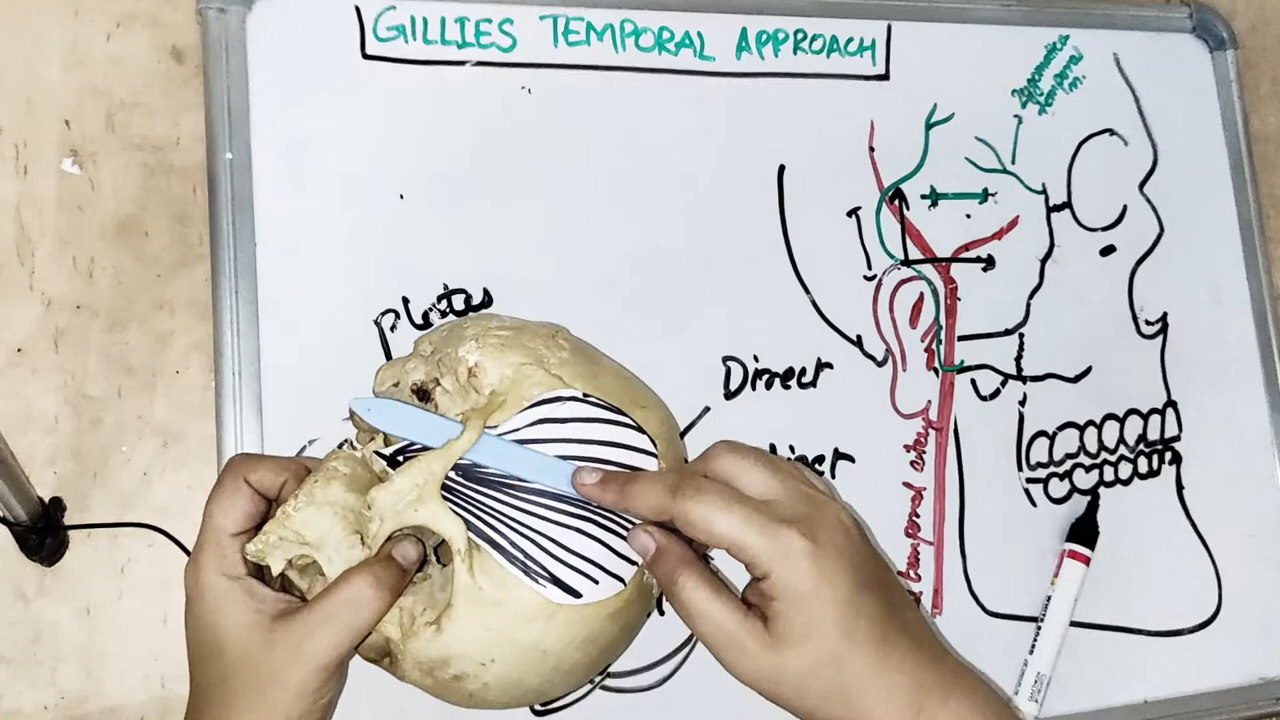 GILLIES TEMPORAL APPROACH
Zygomatico
temporal
n.
Plates
Direct
temporal artery